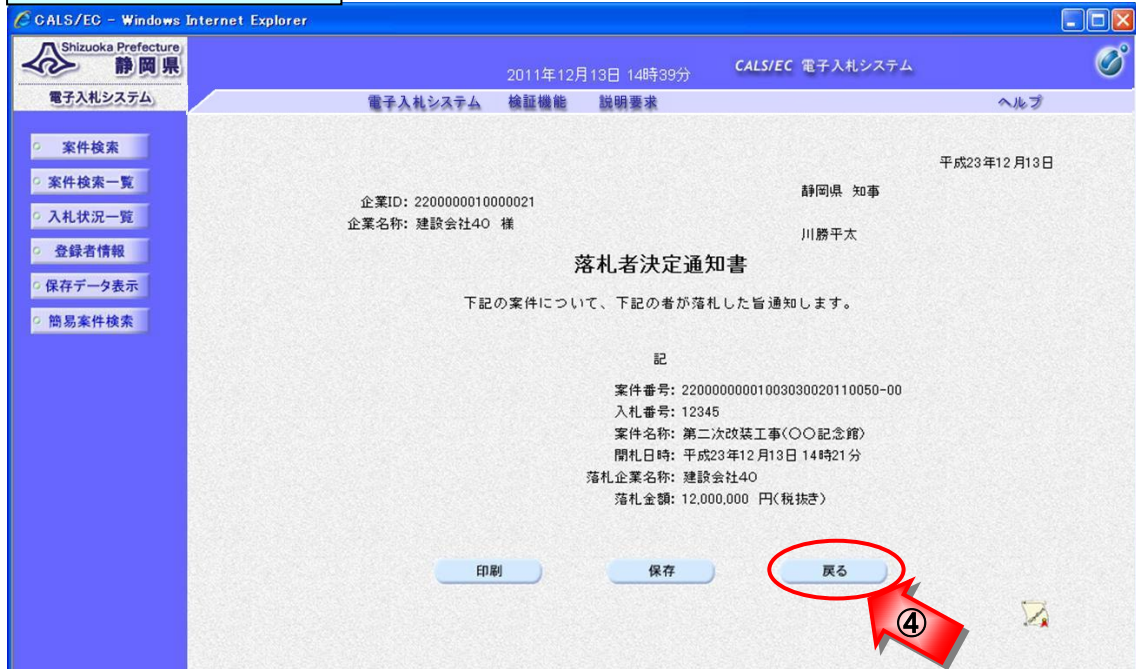 CALS/EC - Windows Internet Explorer
Shizuoka Prefecture
静岡県
電子入札システム
2011年12月13日 14時39分
CALS/EC 電子入札システム
電子入札システム 検証機能 説明要求 ヘルプ
案件検索
案件検索一覧
入札状況一覧
登録者情報
保存データ表示
簡易案件検索
平成23年12月13日
静岡県 知事
企業ID: 2200000010000021
企業名称: 建設会社40 様
川勝平太
落札者決定通知書
下記の案件について、下記の者が落札した旨通知します。
記
案件番号: 22000000001003030020110050-00
入札番号: 12345
案件名称: 第二次改装工事(〇〇記念館)
開札日時: 平成23年12月13日 14時21分
落札企業名称: 建設会社40
落札金額: 12,000,000 円(税抜き)
印刷 保存 戻る
④